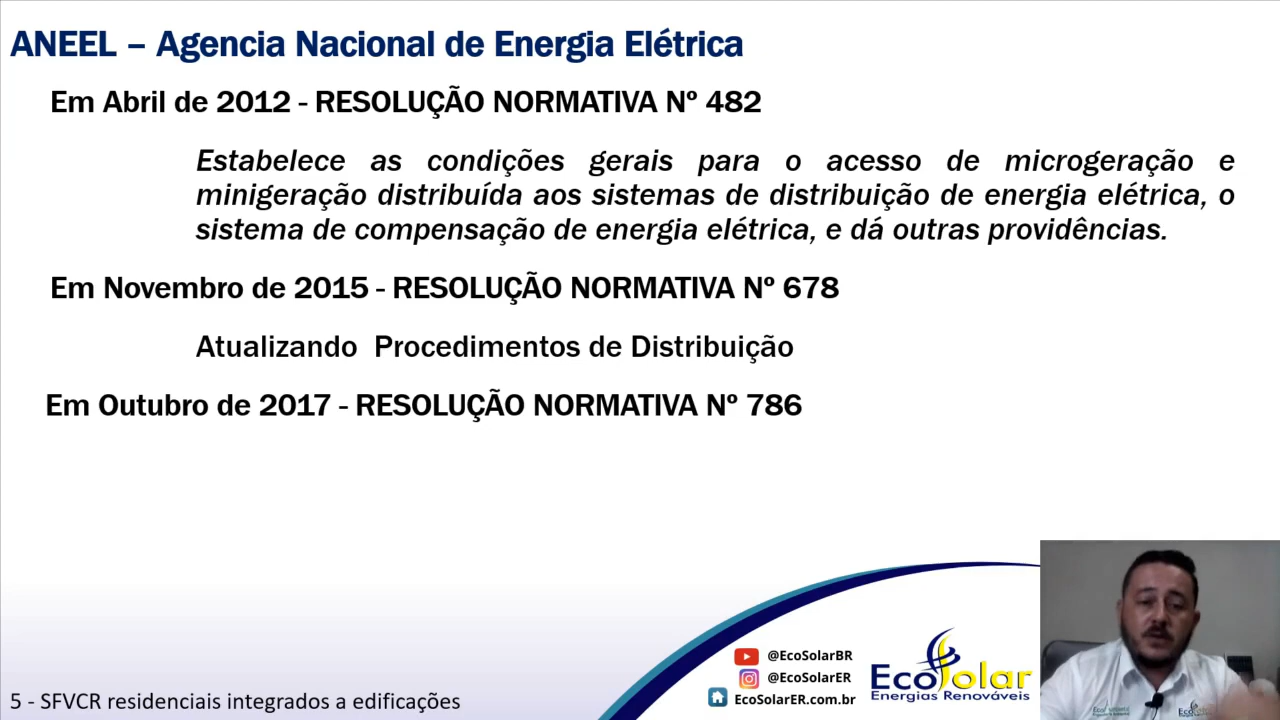 ANEEL – Agencia Nacional de Energia Elétrica
Em Abril de 2012 - RESOLUÇÃO NORMATIVA Nº 482
Estabelece as condições gerais para o acesso de microgeração e
minigeração distribuída aos sistemas de distribuição de energia elétrica, o
sistema de compensação de energia elétrica, e dá outras providências.
Em Novembro de 2015 - RESOLUÇÃO NORMATIVA Nº 678
Atualizando Procedimentos de Distribuição
Em Outubro de 2017 - RESOLUÇÃO NORMATIVA Nº 786
@EcoSolarBR
@EcoSolarER
EcoSolarER.com.br
EcoSolar
Energias Renováveis
5 - SFVCR residenciais integrados a edificações